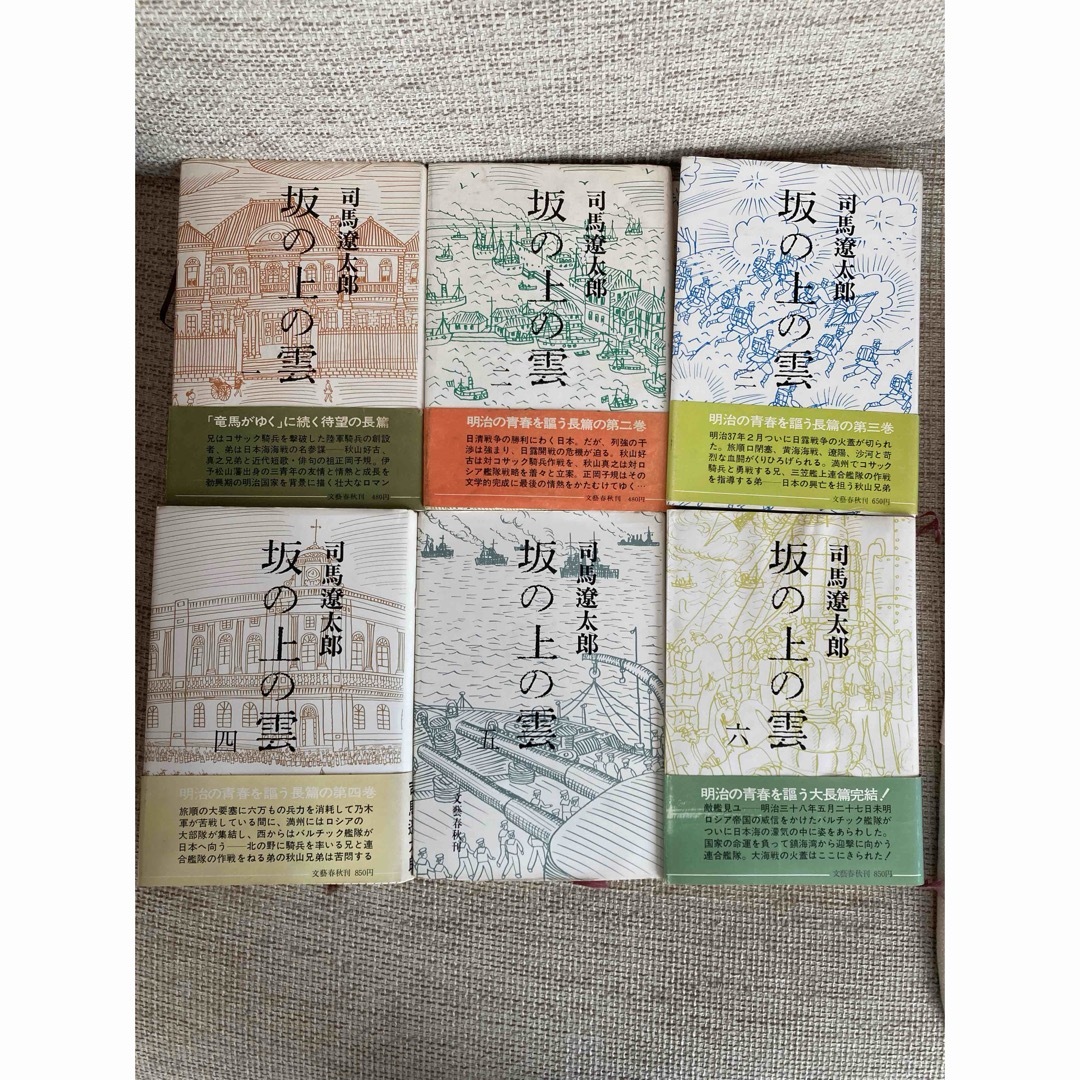 司馬遼太郎
坂の上の雲
一
「竜馬がゆく」に続く待望の長篇
兄はコサック騎兵を撃破した陸軍騎兵の創設
者、弟は日本海海戦の名参謀──秋山好古、
真之兄弟と近代短歌・俳句の祖正岡子規、伊
予松山藩出身の三青年の友情と情熱と成長を
勃興期の明治国家を背景に描く壮大なロマン
文藝春秋刊 480円
司馬遼太郎
坂の上の雲
二
明治の青春を謳う長篇の第二巻
日清戦争の勝利にわく日本。だが、列強の干
渉は強まり、日露開戦の危機が迫る。秋山好
古は対コサック騎兵作戦を、秋山真之は対ロ
シア艦隊戦略を着々と立案。正岡子規はその
文学的完成に最後の情熱をかたむけてゆく…
文藝春秋刊 480円
司馬遼太郎
坂の上の雲
三
明治の青春を謳う長篇の第三巻
明治37年2月ついに日露戦争の火蓋が切られ
た。旅順口閉塞、黄海海戦、遼陽、沙河と苛
烈な血闘がくりひろげられる。満州でコサック
騎兵と勇戦する兄、三笠艦上連合艦隊の作戦
を指導する弟──日本の興亡を担う秋山兄弟
文藝春秋刊 650円
司馬遼太郎
坂の上の雲
四
明治の青春を謳う長篇の第四巻
旅順の大要塞に六万もの兵力を消耗して乃木
軍が苦戦している間に、満州にはロシアの
大部隊が集結し、西からはバルチック艦隊が
日本へ向う──北の野に騎兵を率いる兄と連
合艦隊の作戦をねる弟の秋山兄弟は苦悶する
文藝春秋刊 850円
司馬遼太郎
坂の上の雲
五
文藝春秋刊
司馬遼太郎
坂の上の雲
六
明治の青春を謳う大長篇完結!
敵艦見ユ──明治三十八年五月二十七日未明
ロシア帝国の威信をかけたバルチック艦隊が
ついに日本海の濛気の中に姿をあらわした。
国家の命運を負って鎮海湾から迎撃に向かう
連合艦隊。大海戦の火蓋はここにきられた!
文藝春秋刊 850円